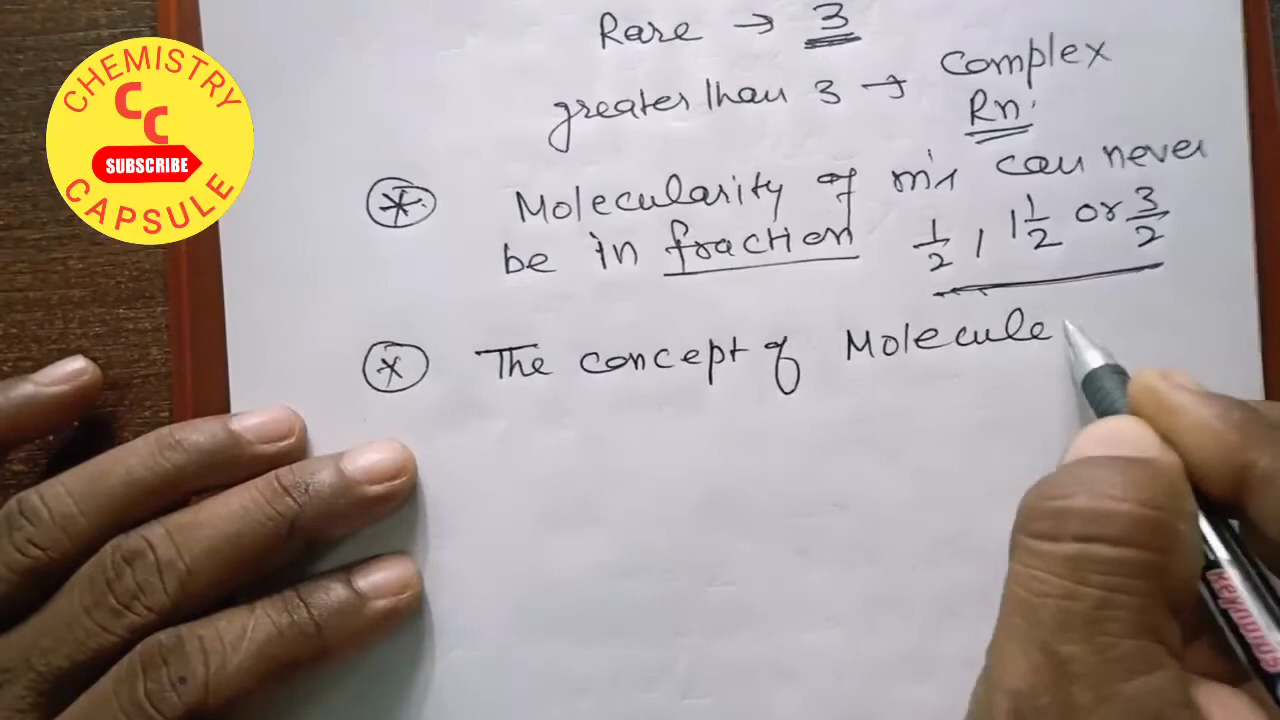 CHEMISTRY
CC
SUBSCRIBE
CAPSULE
Rare → 3
greater than 3 → Complex
Rn.
* Molecularity of can never
be in fraction 1/2, 1 1/2 or 3/2
* The concept of Molecule